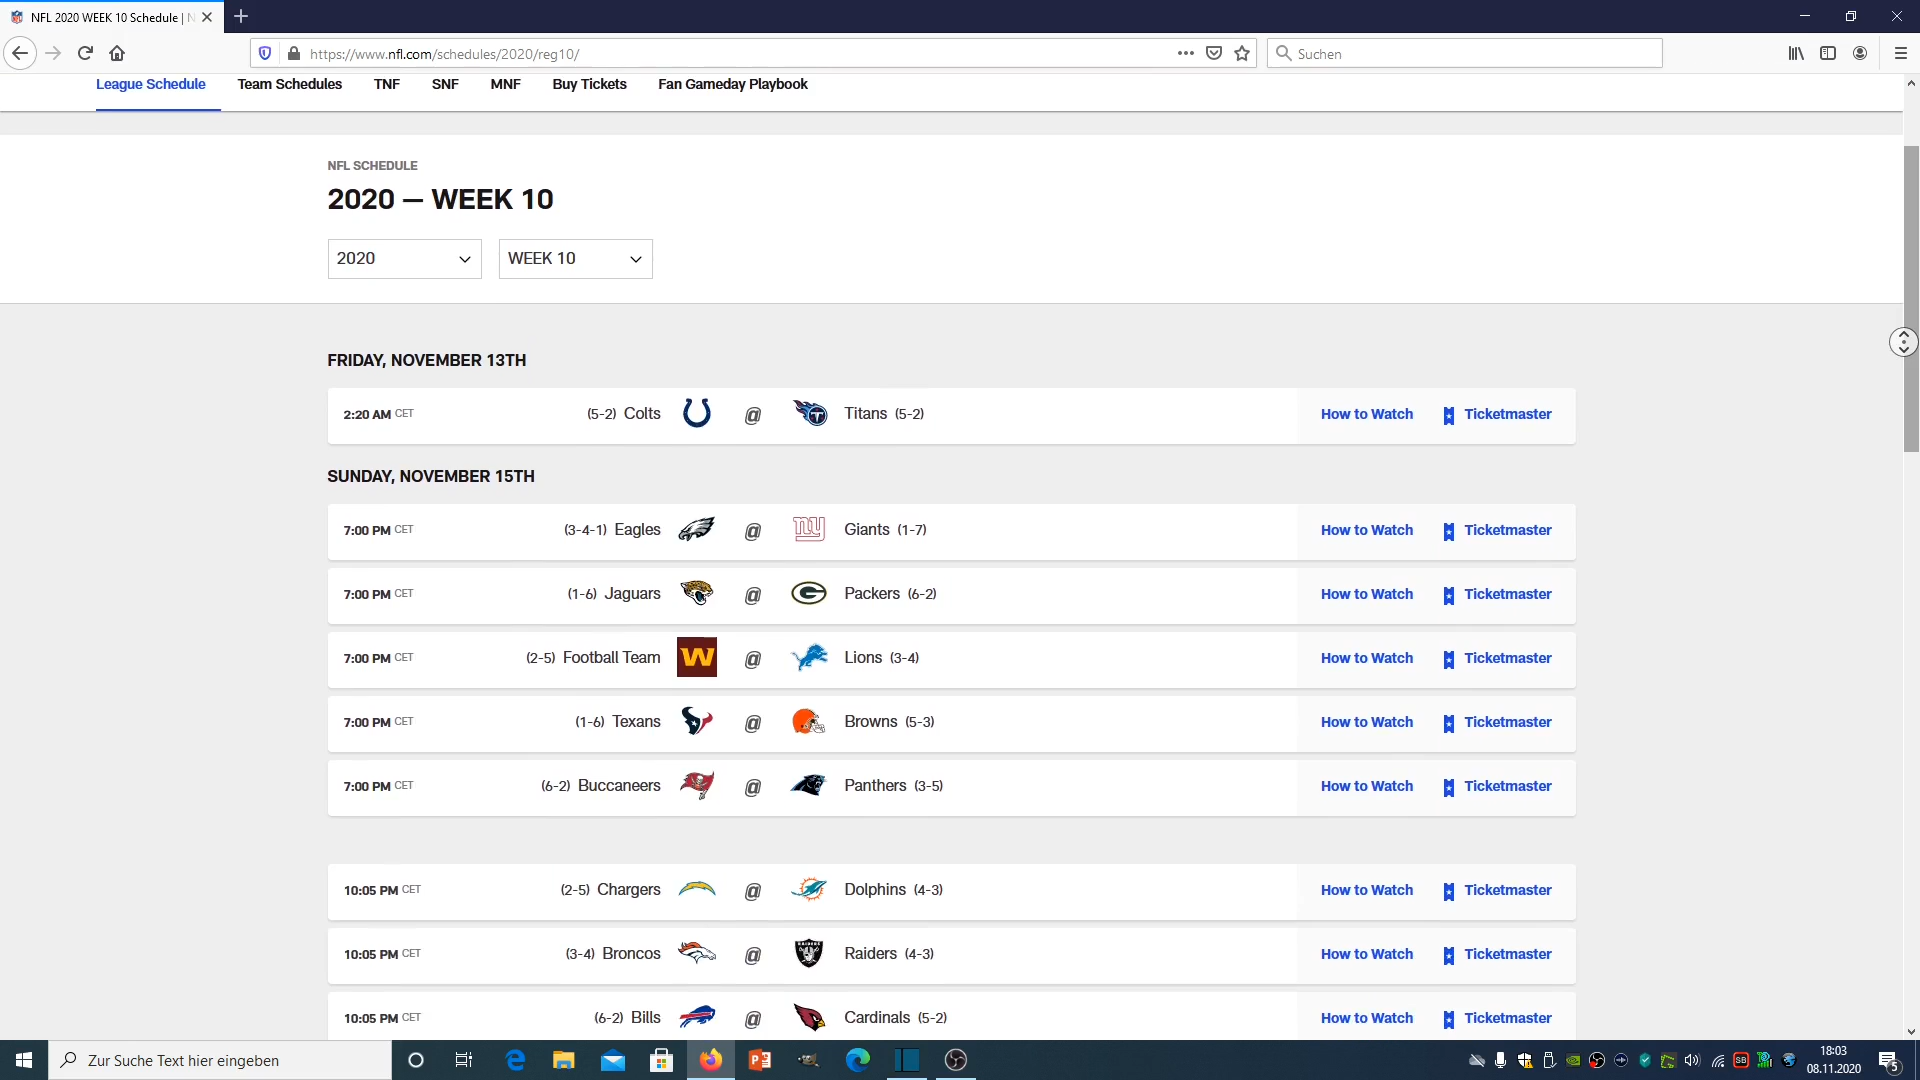 NFL 2020 WEEK 10 Schedule | N
https://www.nfl.com/schedules/2020/reg10/
Suchen
League Schedule Team Schedules TNF SNF MNF Buy Tickets Fan Gameday Playbook
NFL SCHEDULE
2020 — WEEK 10
2020 WEEK 10
FRIDAY, NOVEMBER 13TH
2:20 AM CET (5-2) Colts @ Titans (5-2) How to Watch Ticketmaster
SUNDAY, NOVEMBER 15TH
7:00 PM CET (3-4-1) Eagles @ ny Giants (1-7) How to Watch Ticketmaster
7:00 PM CET (1-6) Jaguars @ G Packers (6-2) How to Watch Ticketmaster
7:00 PM CET (2-5) Football Team W @ Lions (3-4) How to Watch Ticketmaster
7:00 PM CET (1-6) Texans @ Browns (5-3) How to Watch Ticketmaster
7:00 PM CET (6-2) Buccaneers @ Panthers (3-5) How to Watch Ticketmaster
10:05 PM CET (2-5) Chargers @ Dolphins (4-3) How to Watch Ticketmaster
10:05 PM CET (3-4) Broncos @ RAIDERS Raiders (4-3) How to Watch Ticketmaster
10:05 PM CET (6-2) Bills @ Cardinals (5-2) How to Watch Ticketmaster
Zur Suche Text hier eingeben
SB
18:03
08.11.2020
5